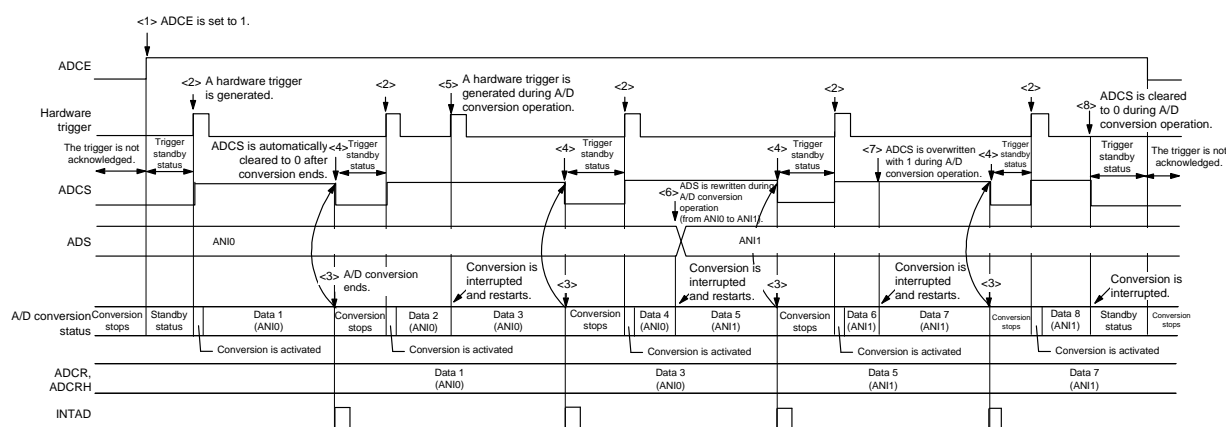 <1> ADCE is set to 1.
ADCE
<2> A hardware trigger
is generated.
<2>
<5> A hardware trigger is
generated during A/D
conversion operation.
<2>
<2>
<2>
<8> ADCS is cleared
to 0 during A/D
conversion operation.
Hardware
trigger
The trigger is not
acknowledged.
Trigger
standby
status
ADCS is automatically
cleared to 0 after
conversion ends.
<4> Trigger
standby
status
<4> Trigger
standby
status
<4> Trigger
standby
status
<7> ADCS is overwritten
with 1 during A/D
conversion operation.
<4> Trigger
standby
status
Trigger
standby
status
The trigger is not
acknowledged.
ADCS
<6> ADS is rewritten during
A/D conversion
operation
(from ANI0 to ANI1).
ADS
ANI0
ANI1
<3> A/D conversion
ends.
Conversion is
interrupted
and restarts.
<3>
Conversion is
interrupted
and restarts.
<3>
Conversion is
interrupted
and restarts.
<3>
Conversion is
interrupted.
A/D conversion
status
Conversion
stops
Standby
status
Data 1
(ANI0)
Conversion
stops
Data 2
(ANI0)
Data 3
(ANI0)
Conversion
stops
Data 4
(ANI0)
Data 5
(ANI1)
Conversion
stops
Data 6
(ANI1)
Data 7
(ANI1)
Conversion
stops
Data 8
(ANI1)
Standby
status
Conversion
stops
Conversion is activated
Conversion is activated
Conversion is activated
Conversion is activated
Conversion is activated
ADCR,
ADCRH
Data 1
(ANI0)
Data 3
(ANI0)
Data 5
(ANI1)
Data 7
(ANI1)
INTAD